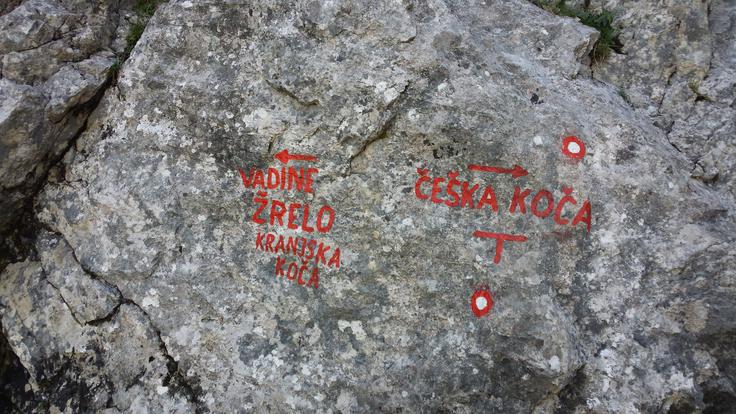 VADINE
ŽRELO
KRANJSKA
KOČA
ČEŠKA KOČA
T